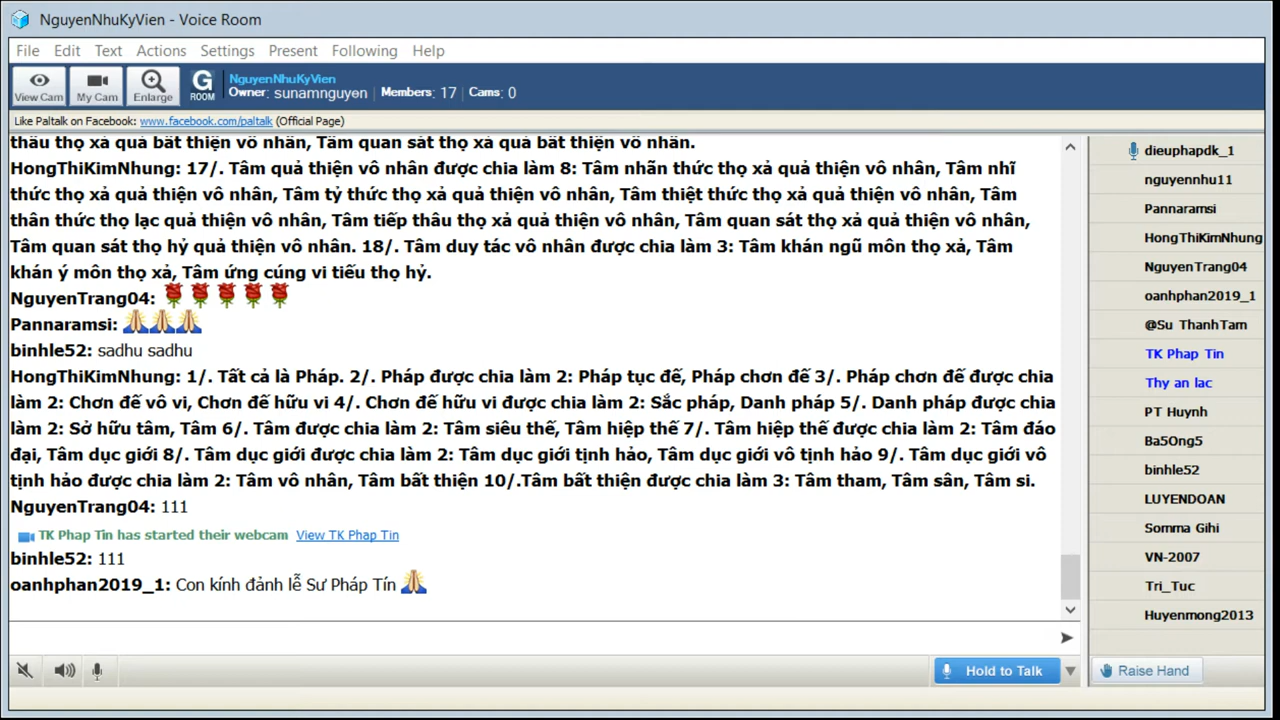 NguyenNhuKyVien - Voice Room
File Edit Text Actions Settings Present Following Help
View Cam My Cam Enlarge G ROOM NguyenNhuKyVien
Owner: sunamnguyen | Members: 17 | Cams: 0
Like Paltalk on Facebook: www.facebook.com/paltalk (Official Page)
thâu thọ xả quả bất thiện vô nhân, Tâm quan sát thọ xả quả bất thiện vô nhân.
HongThiKimNhung: 17/. Tâm quả thiện vô nhân được chia làm 8: Tâm nhãn thức thọ xả quả thiện vô nhân, Tâm nhĩ
thức thọ xả quả thiện vô nhân, Tâm tỷ thức thọ xả quả thiện vô nhân, Tâm thiệt thức thọ xả quả thiện vô nhân, Tâm
thân thức thọ lạc quả thiện vô nhân, Tâm tiếp thâu thọ xả quả thiện vô nhân, Tâm quan sát thọ xả quả thiện vô nhân,
Tâm quan sát thọ hỷ quả thiện vô nhân. 18/. Tâm duy tác vô nhân được chia làm 3: Tâm khán ngũ môn thọ xả, Tâm
khán ý môn thọ xả, Tâm ứng cúng vi tiếu thọ hỷ.
NguyenTrang04: 🌹🌹🌹🌹🌹
Pannaramsi: 🙏🙏🙏
binhle52: sadhu sadhu
HongThiKimNhung: 1/. Tất cả là Pháp. 2/. Pháp được chia làm 2: Pháp tục đế, Pháp chơn đế 3/. Pháp chơn đế được chia
làm 2: Chơn đế vô vi, Chơn đế hữu vi 4/. Chơn đế hữu vi được chia làm 2: Sắc pháp, Danh pháp 5/. Danh pháp được chia
làm 2: Sở hữu tâm, Tâm 6/. Tâm được chia làm 2: Tâm siêu thế, Tâm hiệp thế 7/. Tâm hiệp thế được chia làm 2: Tâm đáo
đại, Tâm dục giới 8/. Tâm dục giới được chia làm 2: Tâm dục giới tịnh hảo, Tâm dục giới vô tịnh hảo 9/. Tâm dục giới vô
tịnh hảo được chia làm 2: Tâm vô nhân, Tâm bất thiện 10/.Tâm bất thiện được chia làm 3: Tâm tham, Tâm sân, Tâm si.
NguyenTrang04: 111
TK Phap Tin has started their webcam View TK Phap Tin
binhle52: 111
oanhphan2019_1: Con kính đảnh lễ Sư Pháp Tín 🙏
Hold to Talk
dieuphapdk_1
nguyennhu11
Pannaramsi
HongThiKimNhung
NguyenTrang04
oanhphan2019_1
@Su ThanhTam
TK Phap Tin
Thy an lac
PT Huynh
Ba5Ong5
binhle52
LUYENDOAN
Somma Gihi
VN-2007
Tri_Tuc
Huyenmong2013
Raise Hand